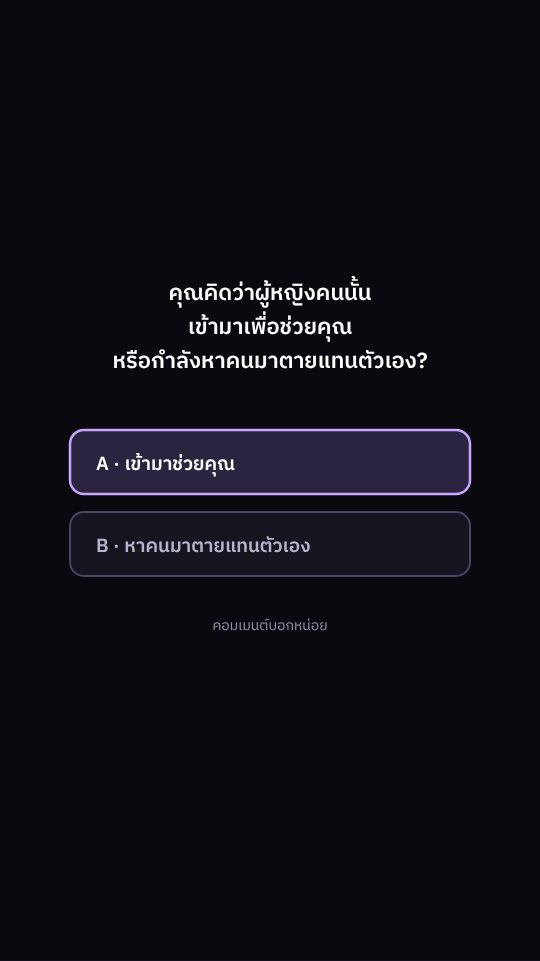 คุณคิดว่าผู้หญิงคนนั้น
เข้ามาเพื่อช่วยคุณ
หรือกำลังหาคนมาตายแทนตัวเอง?
A · เข้ามาช่วยคุณ
B · หาคนมาตายแทนตัวเอง
คอมเมนต์บอกหน่อย